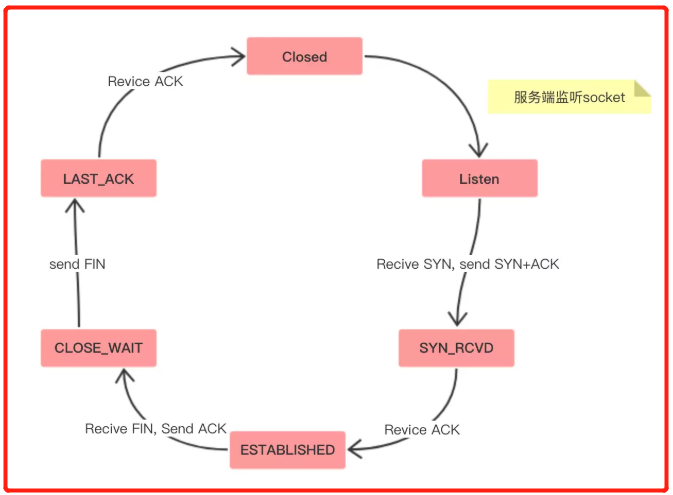 Closed
Revice ACK
服务端监听socket
LAST_ACK
Listen
send FIN
Recive SYN, send SYN+ACK
CLOSE_WAIT
SYN_RCVD
Recive FIN, Send ACK
Revice ACK
ESTABLISHED